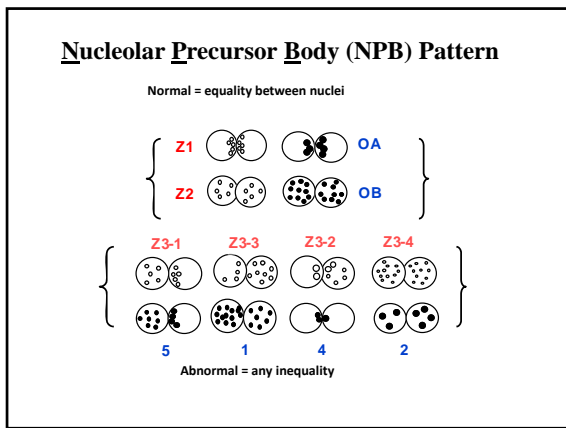 Nucleolar Precursor Body (NPB) Pattern
Normal = equality between nuclei
Z1 OA
Z2 OB
Z3-1 Z3-3 Z3-2 Z3-4
5 1 4 2
Abnormal = any inequality